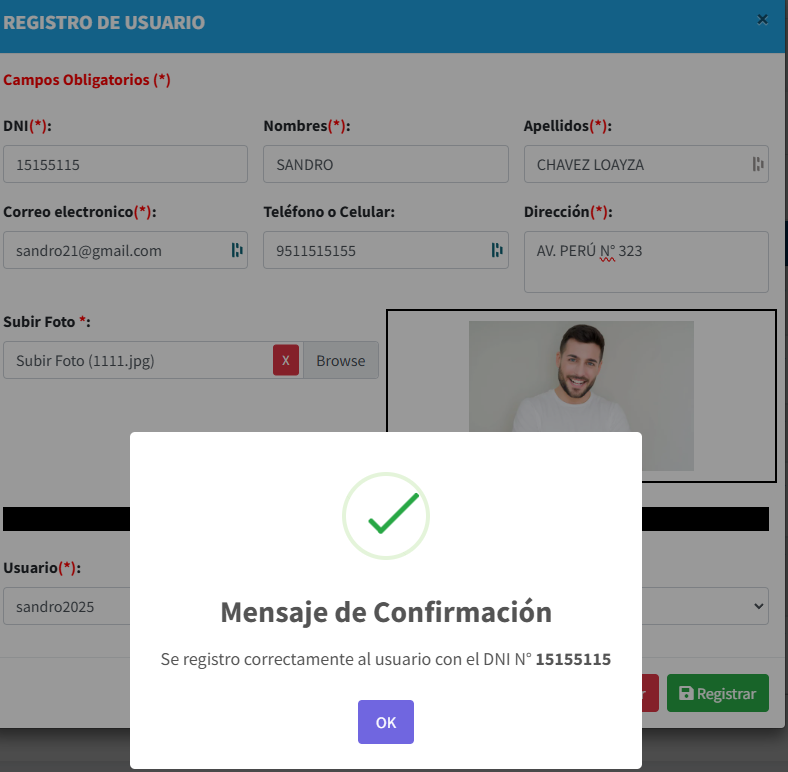 REGISTRO DE USUARIO ×
Campos Obligatorios (*)
DNI(*): Nombres(*): Apellidos(*):
15155115 SANDRO CHAVEZ LOAYZA
Correo electronico(*): Teléfono o Celular: Dirección(*):
sandro21@gmail.com 9511515155 AV. PERÚ N° 323
Subir Foto *:
Subir Foto (1111.jpg) X Browse
Usuario(*):
sandro2025
Mensaje de Confirmación
Se registro correctamente al usuario con el DNI N° 15155115
Registrar
OK